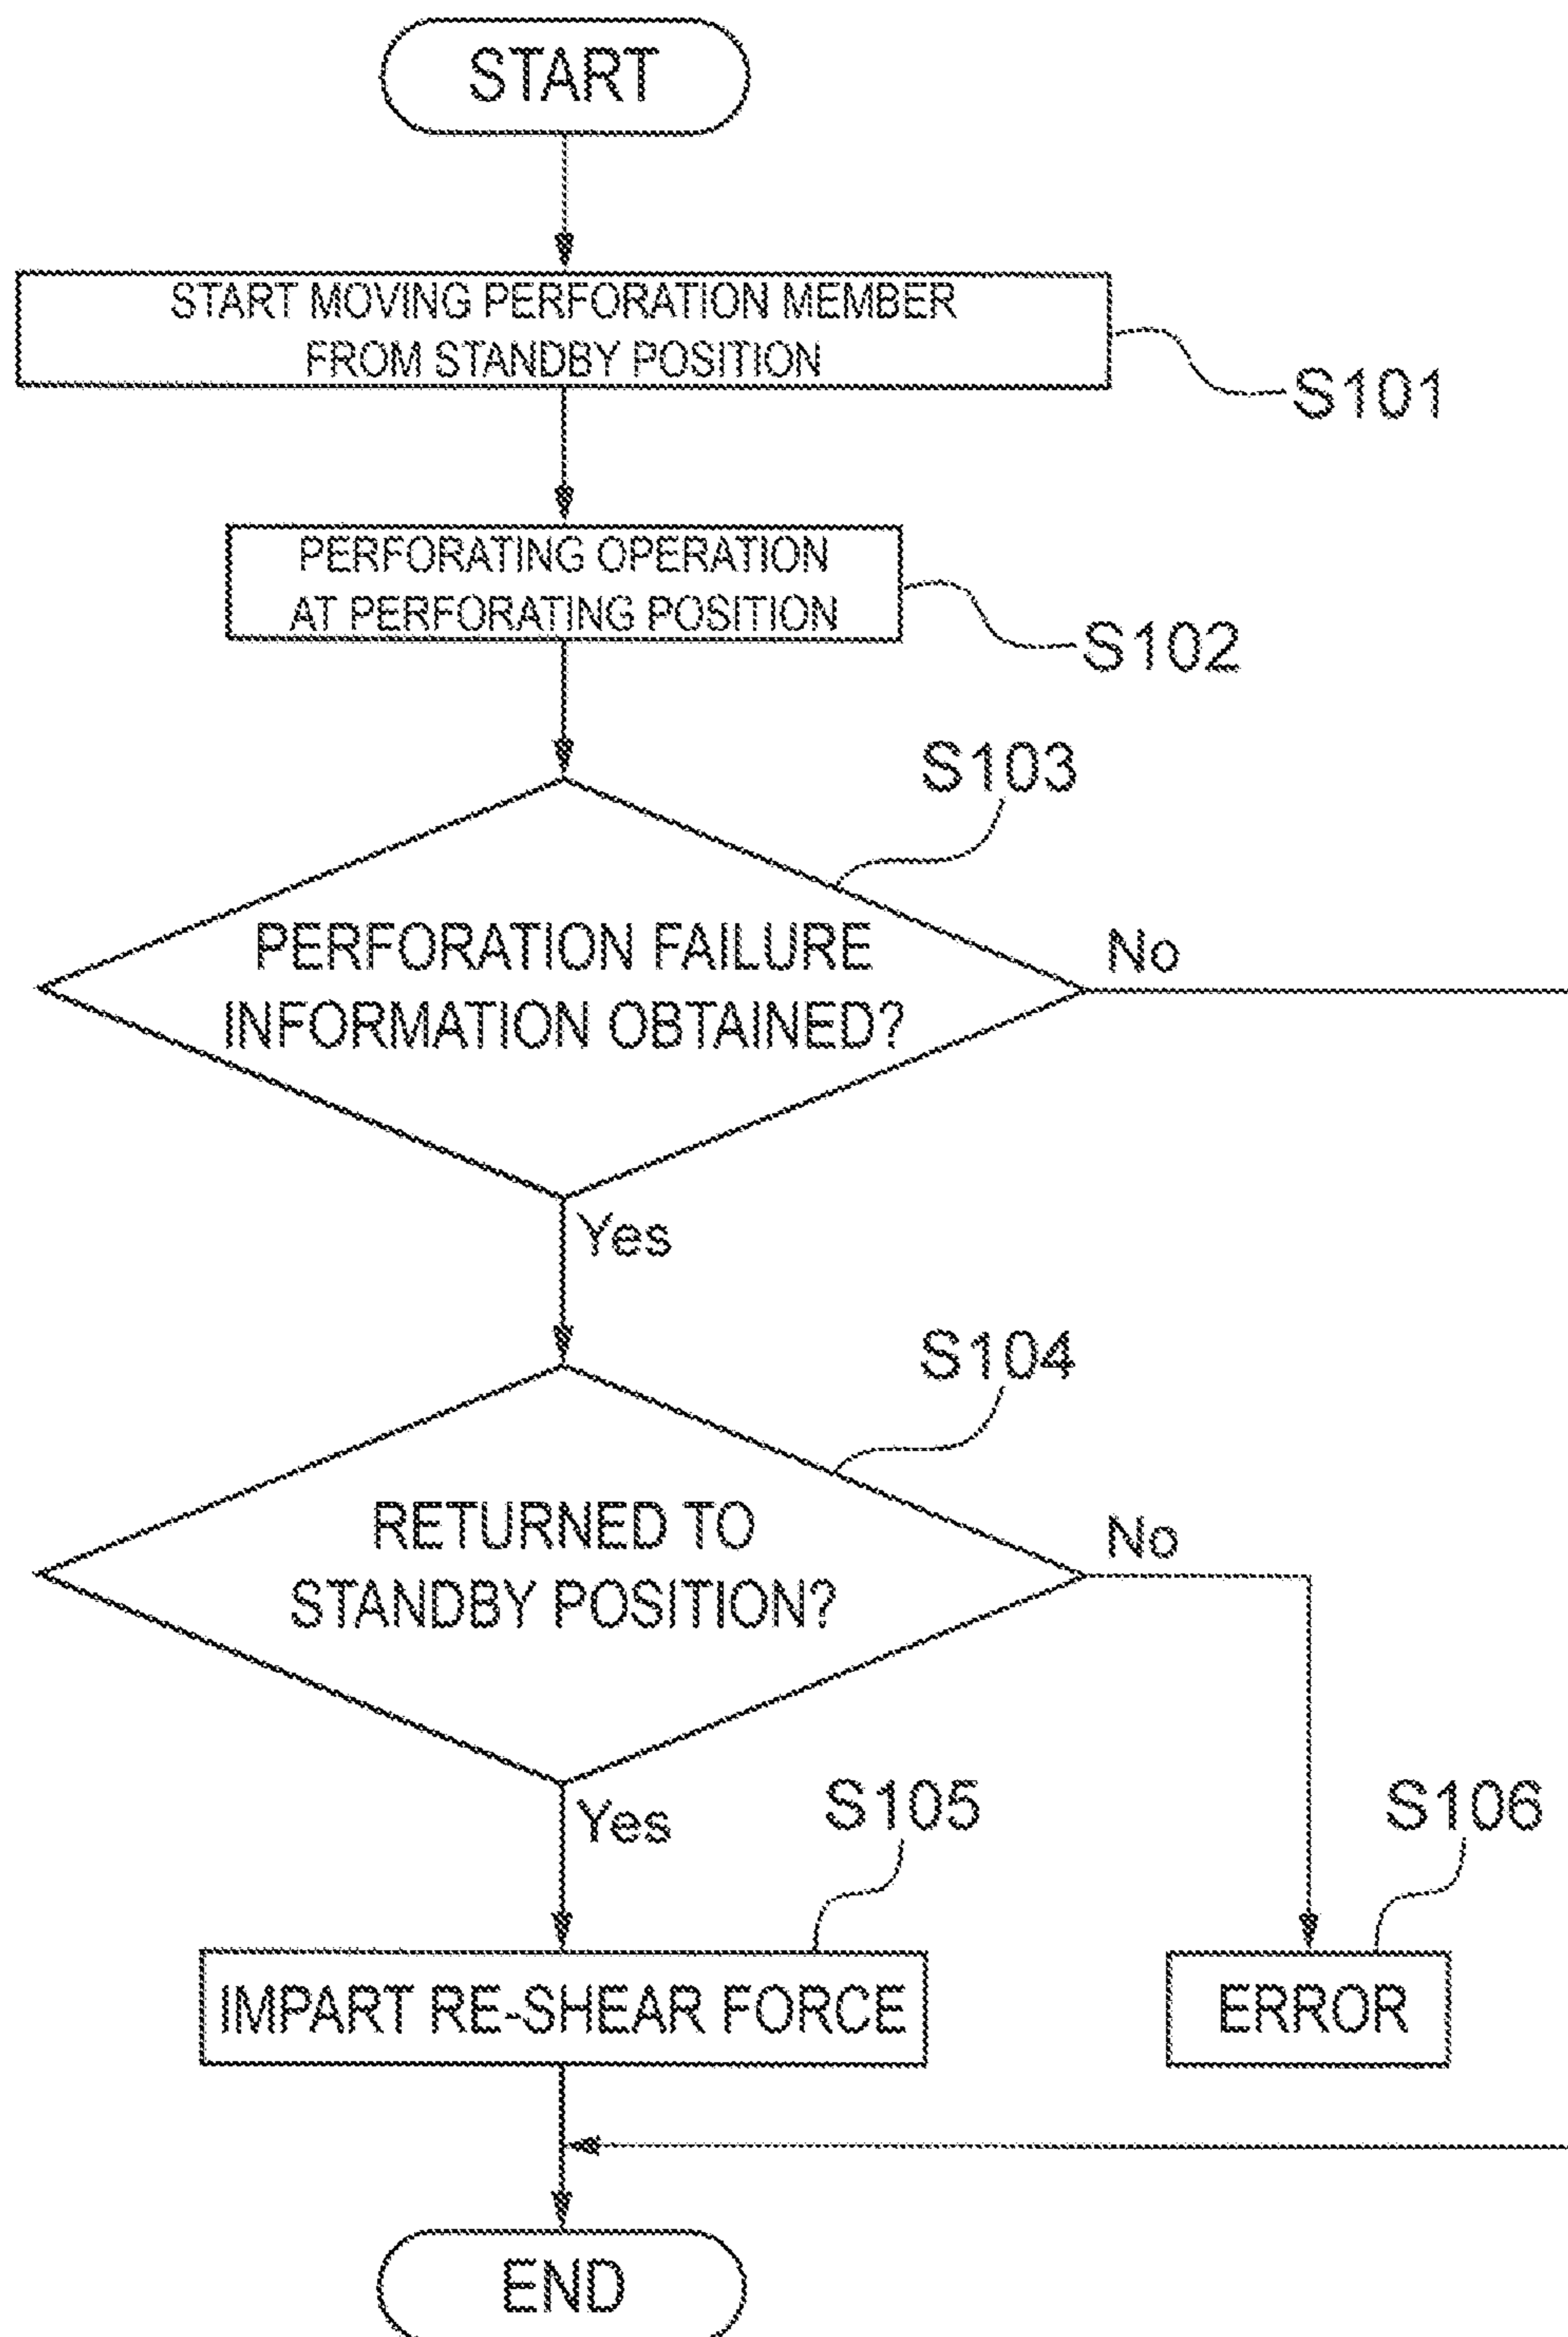 START
START MOVING PERFORATION MEMBER
FROM STANDBY POSITION
S101
PERFORATING OPERATION
AT PERFORATING POSITION
S102
S103
PERFORATION FAILURE
INFORMATION OBTAINED?
No
Yes
S104
RETURNED TO
STANDBY POSITION?
No
Yes
S105
S106
IMPART RE-SHEAR FORCE
ERROR
END